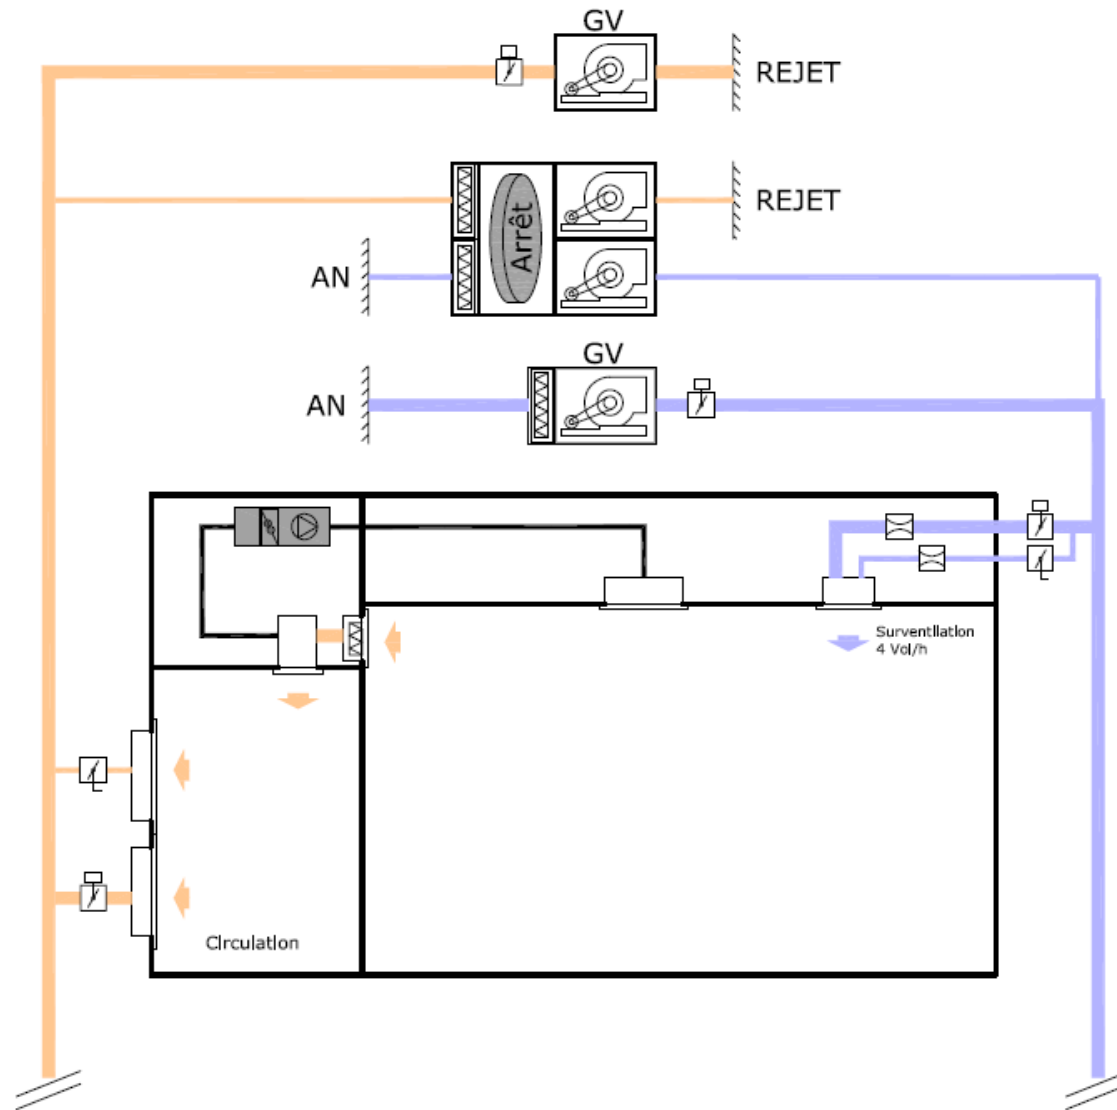 GV
REJET
REJET
Arrêt
AN
GV
AN
Surventilation
4 Vol/h
Circulation